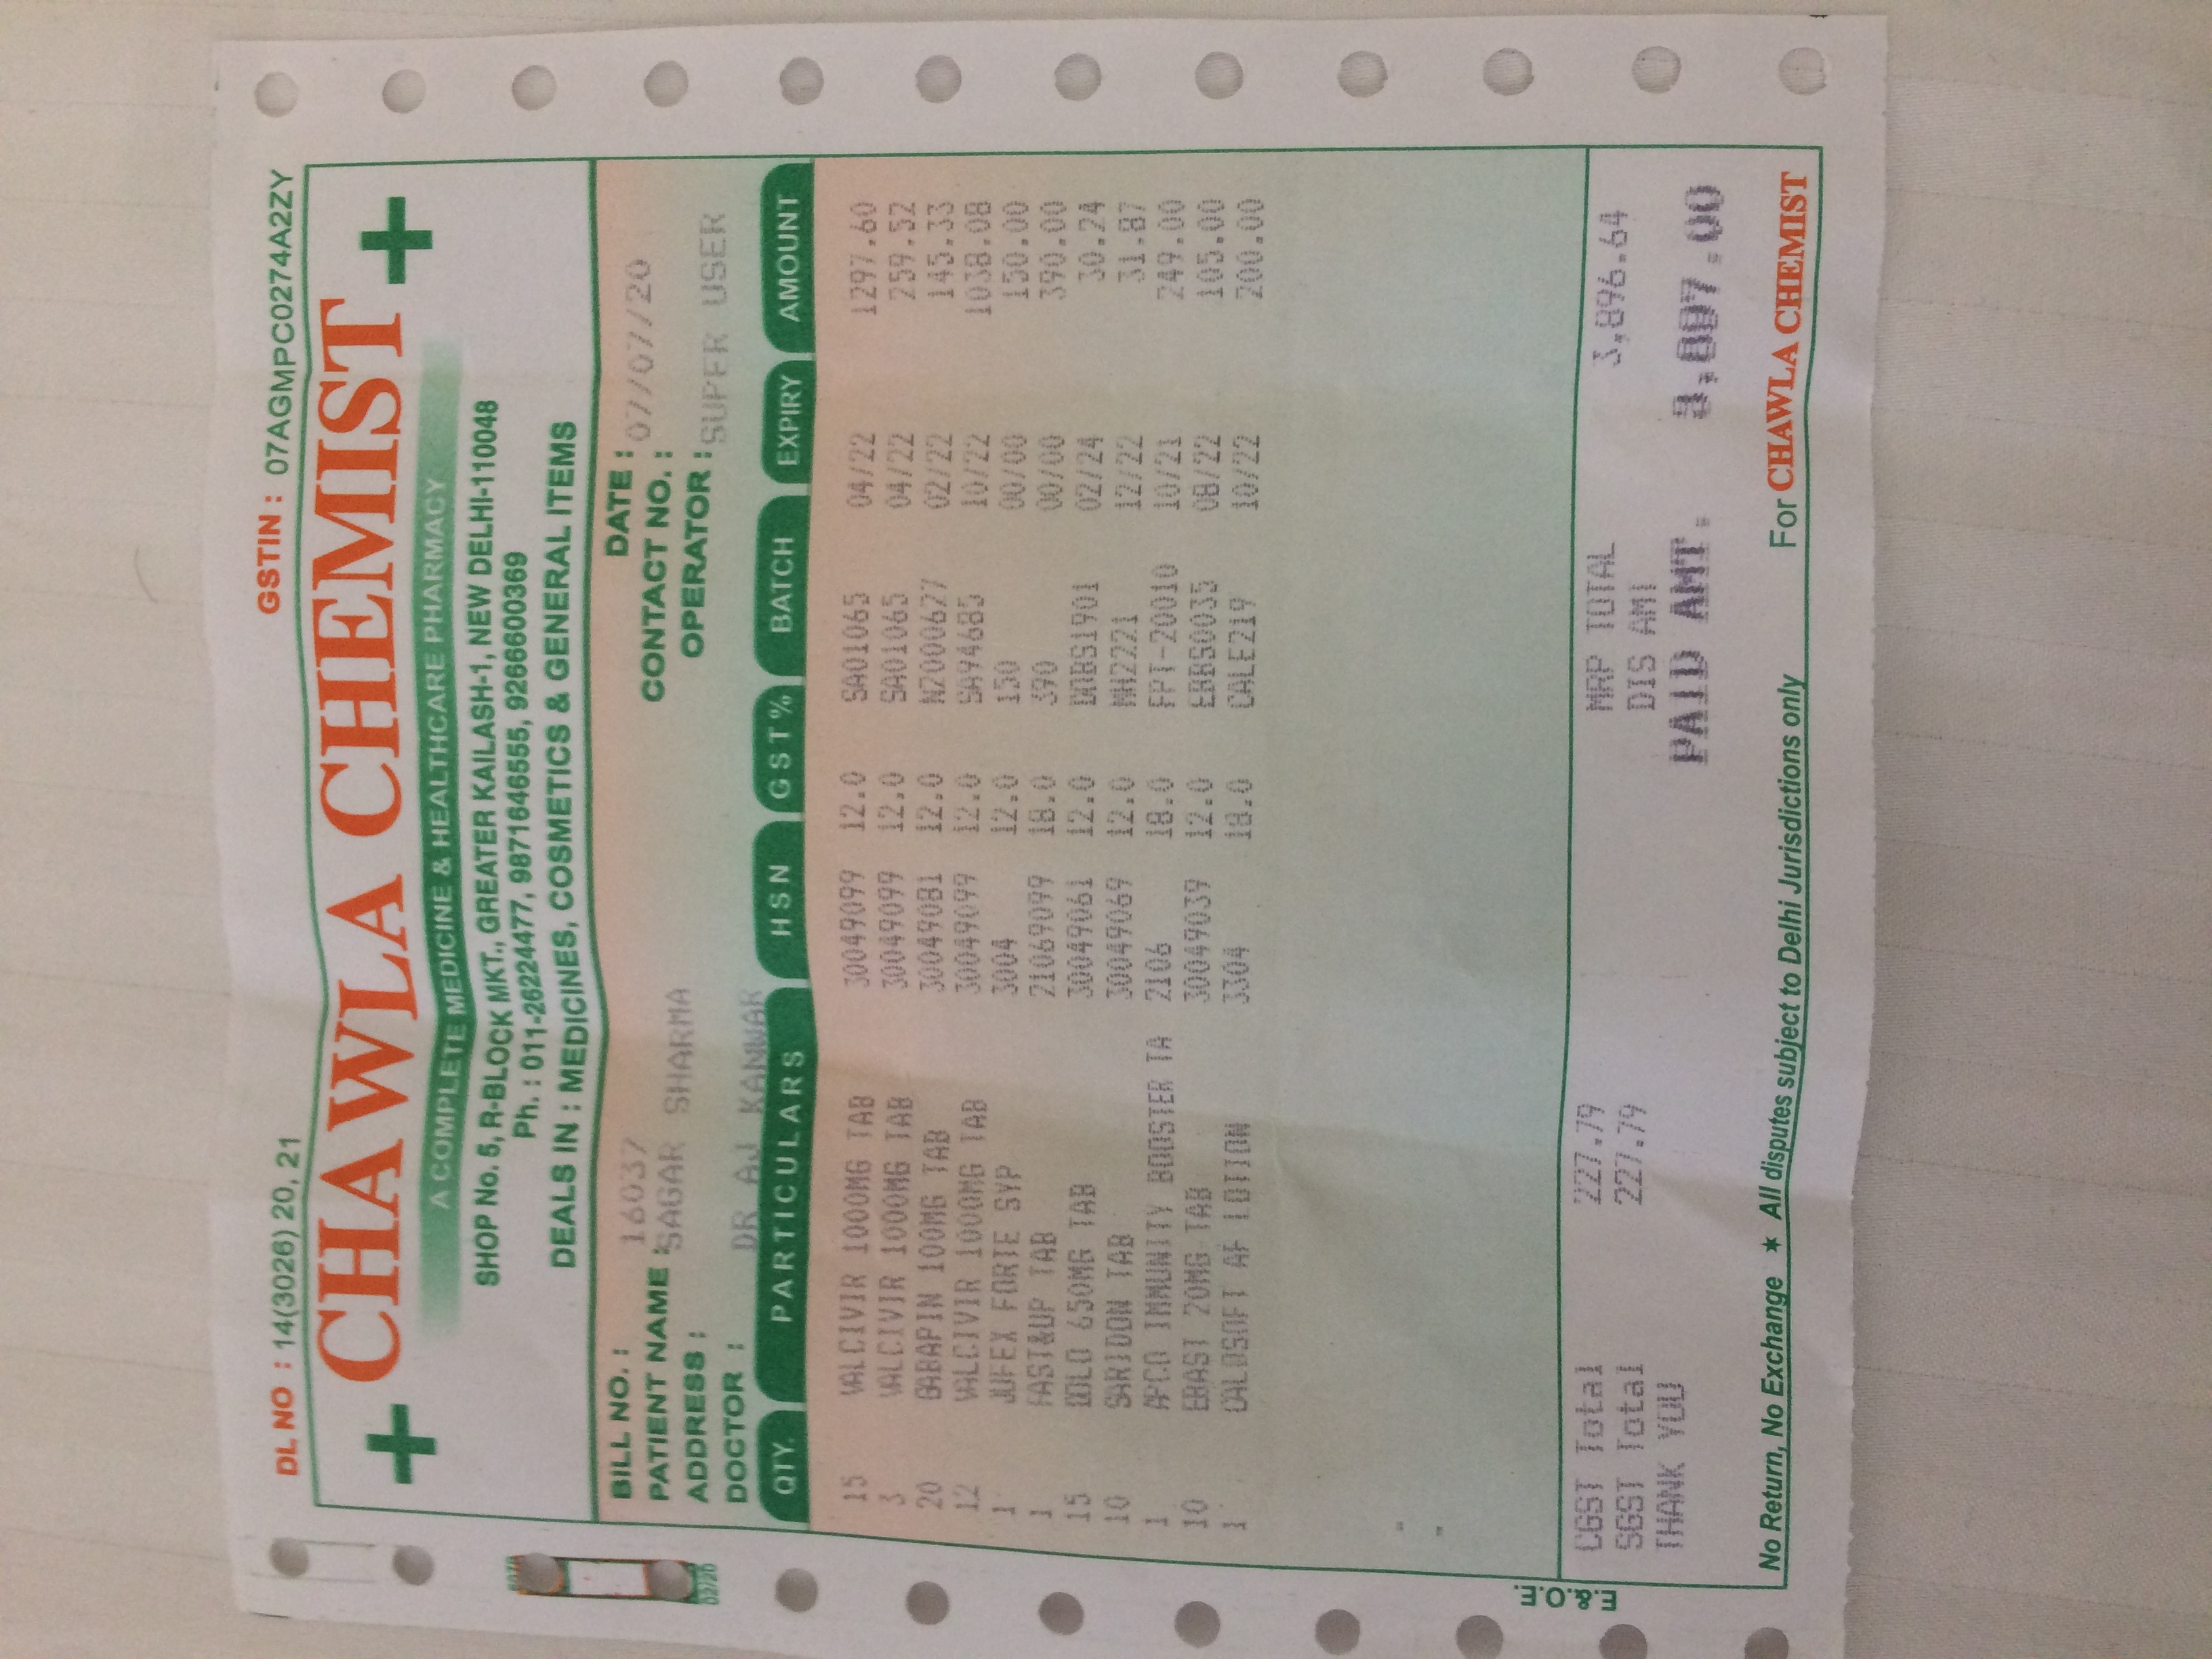 DL NO : 14(3026) 20, 21 GSTIN : 07AGMPC0274A2ZY
CHAWLA CHEMIST
A COMPLETE MEDICINE & HEALTHCARE PHARMACY
SHOP No. 5, R-BLOCK MKT., GREATER KAILASH-1, NEW DELHI-110048
Ph. : 011-26224477, 9871646555, 9266600369
DEALS IN : MEDICINES, COSMETICS & GENERAL ITEMS
BILL NO. : 16037 DATE : 07/07/20
PATIENT NAME : SAGAR SHARMA CONTACT NO. :
ADDRESS : OPERATOR : SUPER USER
DOCTOR : DR AJ KANWAR
QTY. PARTICULARS HSN GST% BATCH EXPIRY AMOUNT
15 VALCIVIR 1000MG TAB 30049099 12.0 SA01065 04/22 1297.60
3 VALCIVIR 1000MG TAB 30049099 12.0 SA01065 04/22 259.52
20 GABAPIN 100MG TAB 30049081 12.0 N2000627 02/22 145.33
12 VALCIVIR 1000MG TAB 30049099 12.0 SA94685 10/22 1038.08
1 JUFEX FORTE SYP 3004 12.0 150 00/00 150.00
1 FAST&UP TAB 21069099 18.0 390 00/00 390.00
15 DOLO 650MG TAB 30049061 12.0 DOBS1901 02/24 30.24
10 SARIDON TAB 30049069 12.0 MH2221 12/22 31.87
1 APCO IMMUNITY BOOSTER TA 2106 18.0 FPT-20010 10/21 249.00
10 EBAST 20MG TAB 30049039 12.0 EBBS0035 08/22 105.00
1 CALOSOFT AF LOTION 3304 18.0 CALE219 10/22 200.00
E.&.O.E.
CGST Total 227.79 MRP TOTAL 3,896.64
SGST Total 227.79 DIS AMT
THANK YOU PAID AMT. 3,897.00
No Return, No Exchange ✶ All disputes subject to Delhi Jurisdictions only For CHAWLA CHEMIST
02/20